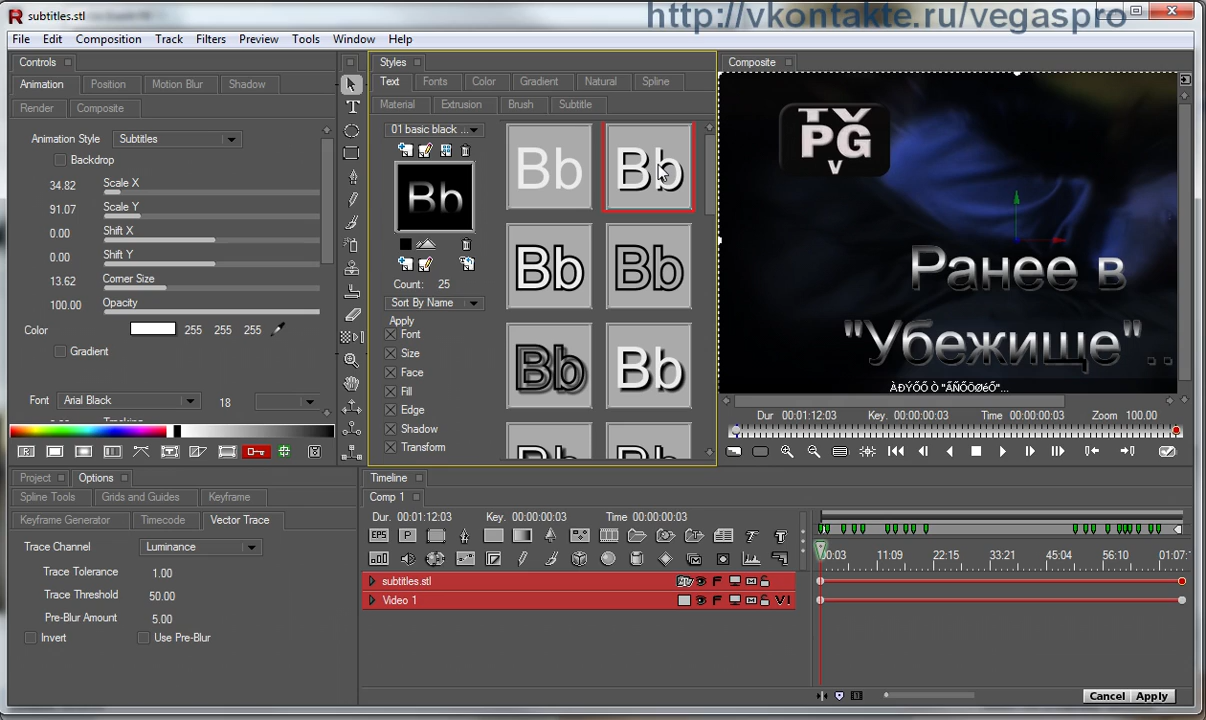 subtitles.stl
http://vkontakte.ru/vegaspro
File Edit Composition Track Filters Preview Tools Window Help
Controls
Animation Position Motion Blur Shadow
Render Composite
Animation Style Subtitles
Backdrop
34.82 Scale X
91.07 Scale Y
0.00 Shift X
0.00 Shift Y
13.62 Corner Size
100.00 Opacity
Color 255 255 255
Gradient
Font Arial Black 18
Styles
Text Fonts Color Gradient Natural Spline
Material Extrusion Brush Subtitle
01 basic black ...
Bb
Count: 25
Sort By Name
Apply
Font
Size
Face
Fill
Edge
Shadow
Transform
Bb Bb
Bb Bb
Bb Bb
Composite
TV
PG
V
Ранее в
"Убежище"..
Dur 00:01:12:03 Key. 00:00:00:03 Time 00:00:00:03 Zoom 100.00
Project Options
Spline Tools Grids and Guides Keyframe
Keyframe Generator Timecode Vector Trace
Trace Channel Luminance
Trace Tolerance 1.00
Trace Threshold 50.00
Pre-Blur Amount 5.00
Invert Use Pre-Blur
Timeline
Comp 1
Dur. 00:01:12:03 Key: 00:00:00:03 Time 00:00:00:03
EPS P
00:03 11:09 22:15 33:21 45:04 56:10 01:07:
subtitles.stl
Video 1
Cancel Apply